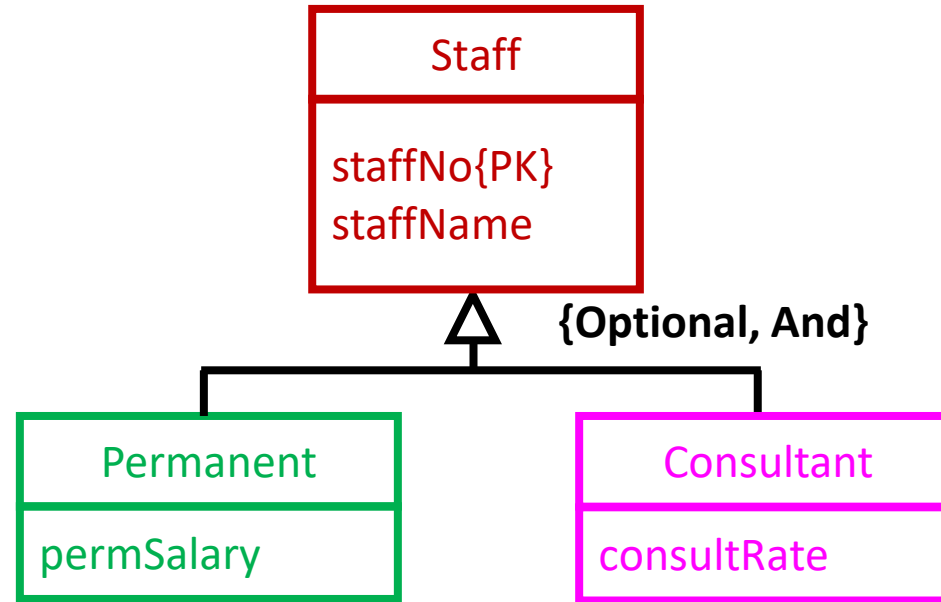 Staff
staffNo{PK}
staffName
{Optional, And}
Permanent
permSalary
Consultant
consultRate